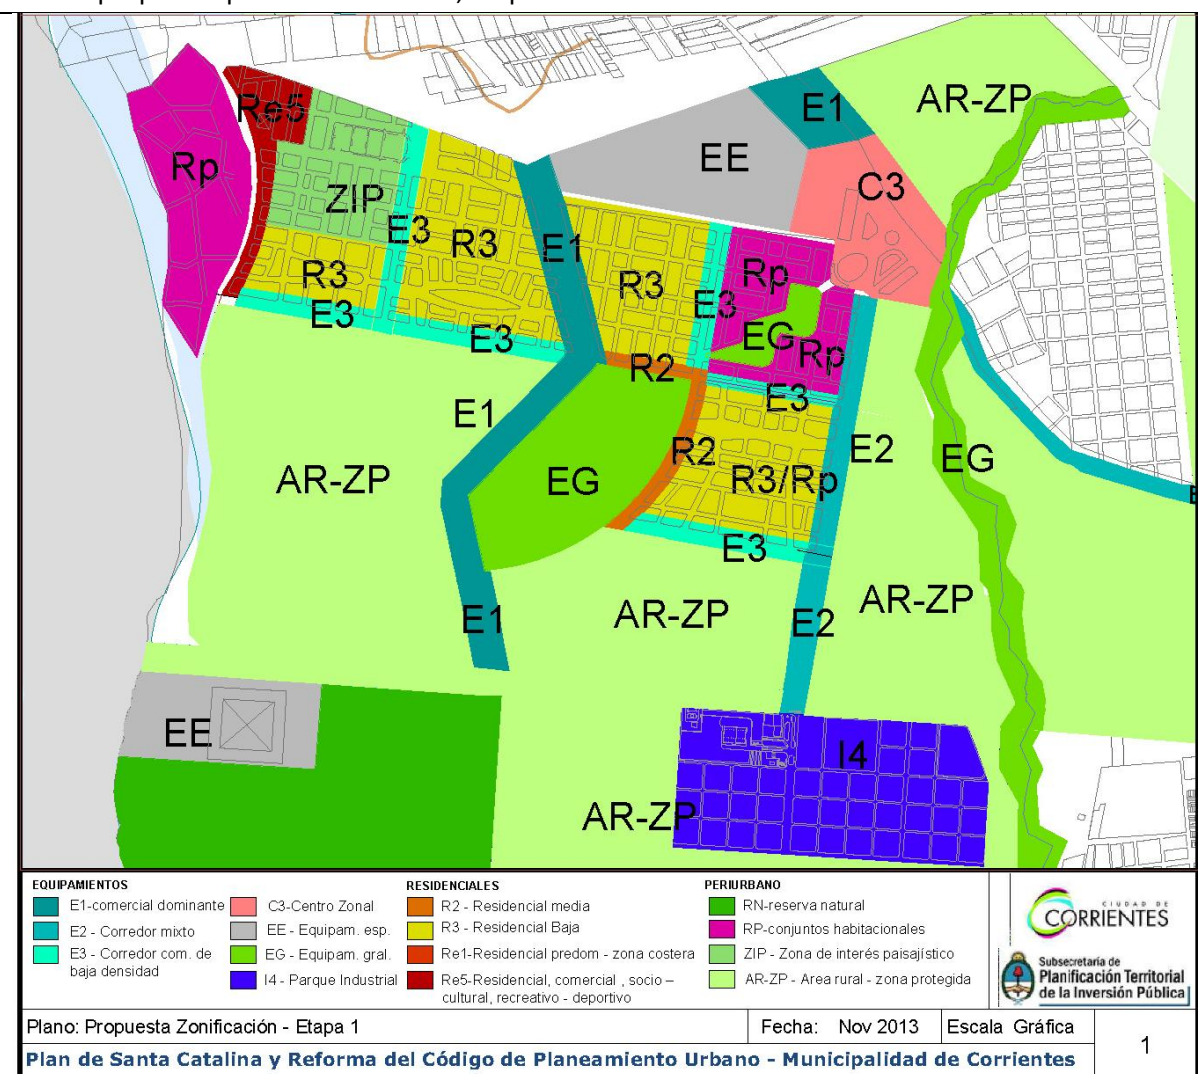 AR-ZP
E1
Re5
EE
Rp
C3
ZIP
E3
R3
E1
Rp
R3
R3
E3
E3
EG
E3
Rp
R2
E3
E1
R2
E2
EG
AR-ZP
EG
R3/Rp
E3
AR-ZP
AR-ZP
E1
E2
EE
I4
AR-ZP
EQUIPAMIENTOS
E1-comercial dominante
E2 - Corredor mixto
E3 - Corredor com. de
baja densidad
C3-Centro Zonal
EE - Equipam. esp.
EG - Equipam. gral.
I4 - Parque Industrial
RESIDENCIALES
R2 - Residencial media
R3 - Residencial Baja
Re1-Residencial predom - zona costera
Re5-Residencial, comercial , socio –
cultural, recreativo - deportivo
PERIURBANO
RN-reserva natural
RP-conjuntos habitacionales
ZIP - Zona de interés paisajístico
AR-ZP - Area rural - zona protegida
CIUDAD DE
CORRIENTES
Subsecretaría de
Planificación Territorial
de la Inversión Pública
Plano: Propuesta Zonificación - Etapa 1
Fecha: Nov 2013
Escala Gráfica
1
Plan de Santa Catalina y Reforma del Código de Planeamiento Urbano - Municipalidad de Corrientes